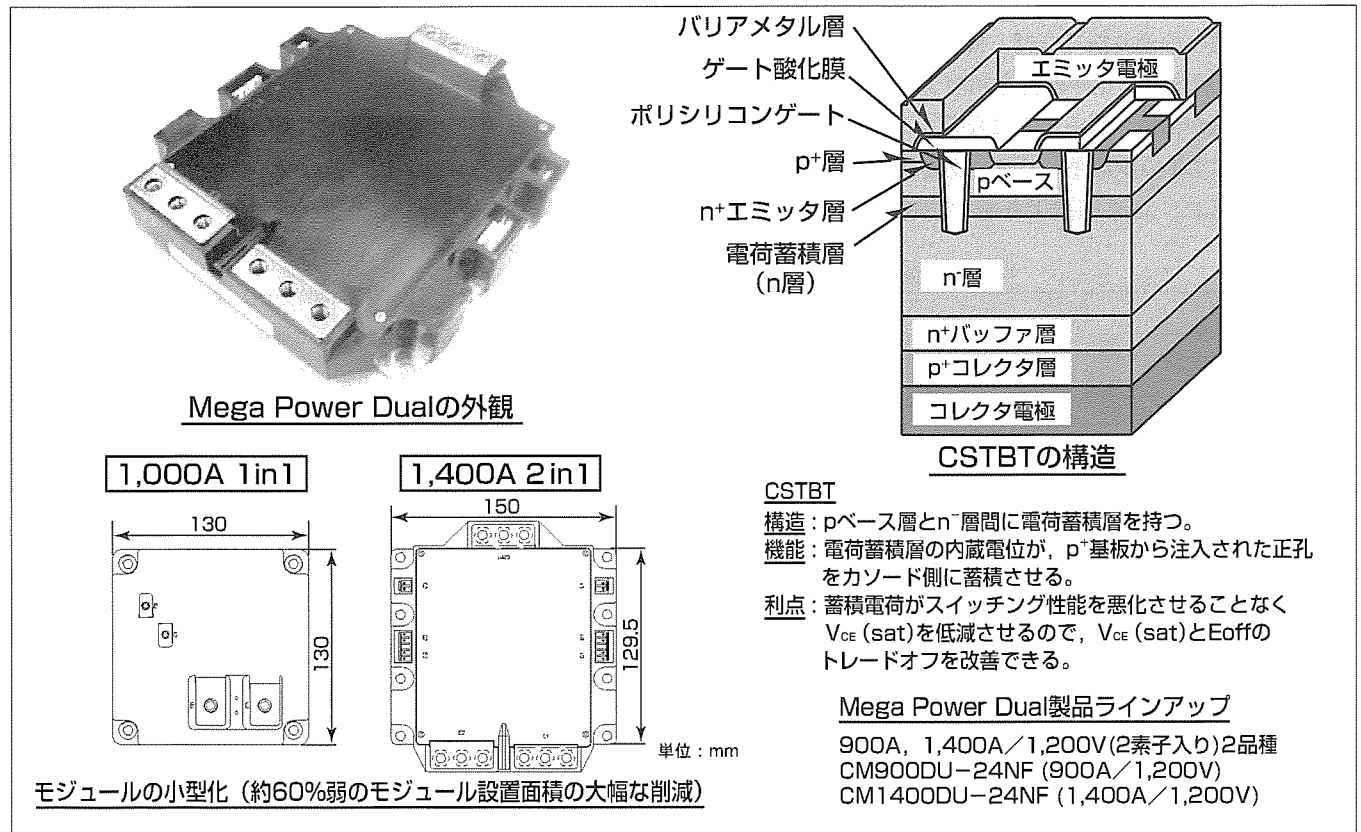 Mega Power Dualの外観
バリアメタル層
ゲート酸化膜
ポリシリコンゲート
p⁺層
n⁺エミッタ層
電荷蓄積層
(n層)
エミッタ電極
pベース
n⁻層
n⁺バッファ層
p⁺コレクタ層
コレクタ電極
CSTBTの構造
1,000A 1in1
130
130
1,400A 2in1
150
129.5
単位:mm
モジュールの小型化(約60%弱のモジュール設置面積の大幅な削減)
CSTBT
構造:pベース層とn⁻層間に電荷蓄積層を持つ。
機能:電荷蓄積層の内蔵電位が,p⁺基板から注入された正孔
をカソード側に蓄積させる。
利点:蓄積電荷がスイッチング性能を悪化させることなく
VCE(sat)を低減させるので,VCE(sat)とEoffの
トレードオフを改善できる。
Mega Power Dual製品ラインアップ
900A,1,400A/1,200V(2素子入り)2品種
CM900DU-24NF (900A/1,200V)
CM1400DU-24NF (1,400A/1,200V)